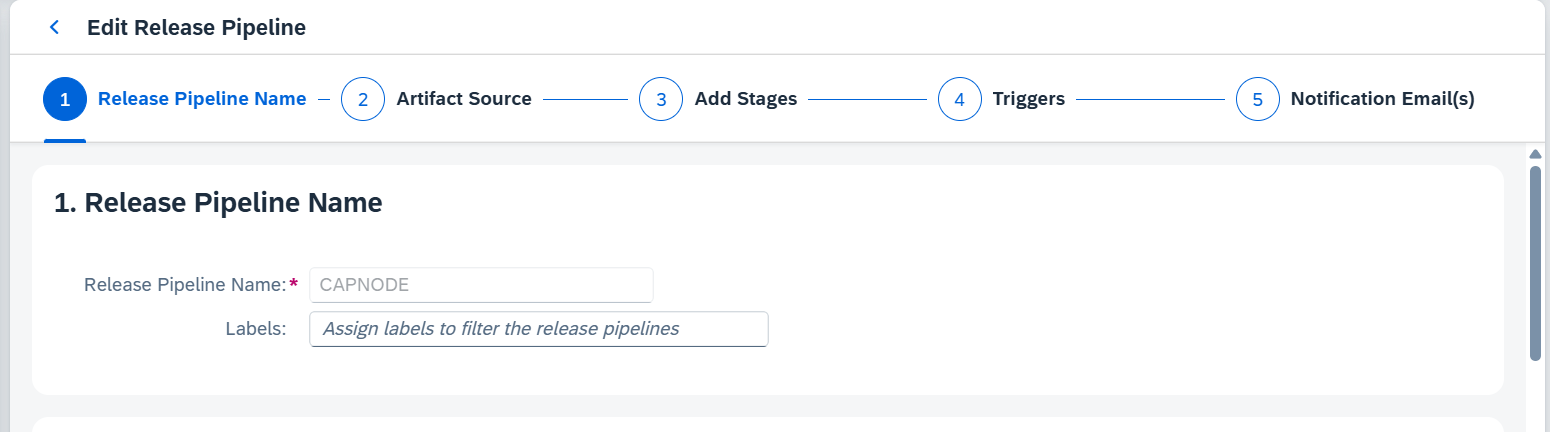 Edit Release Pipeline
1 Release Pipeline Name 2 Artifact Source 3 Add Stages 4 Triggers 5 Notification Email(s)
1. Release Pipeline Name
Release Pipeline Name:* CAPNODE
Labels: Assign labels to filter the release pipelines